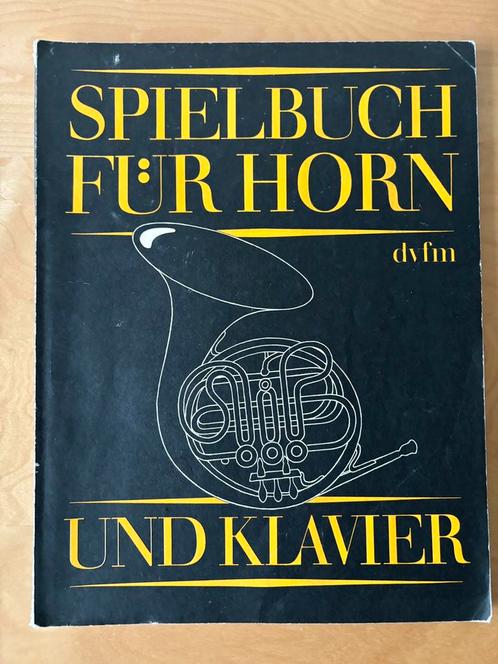 SPIELBUCH
FÜR HORN
dvfm
UND KLAVIER